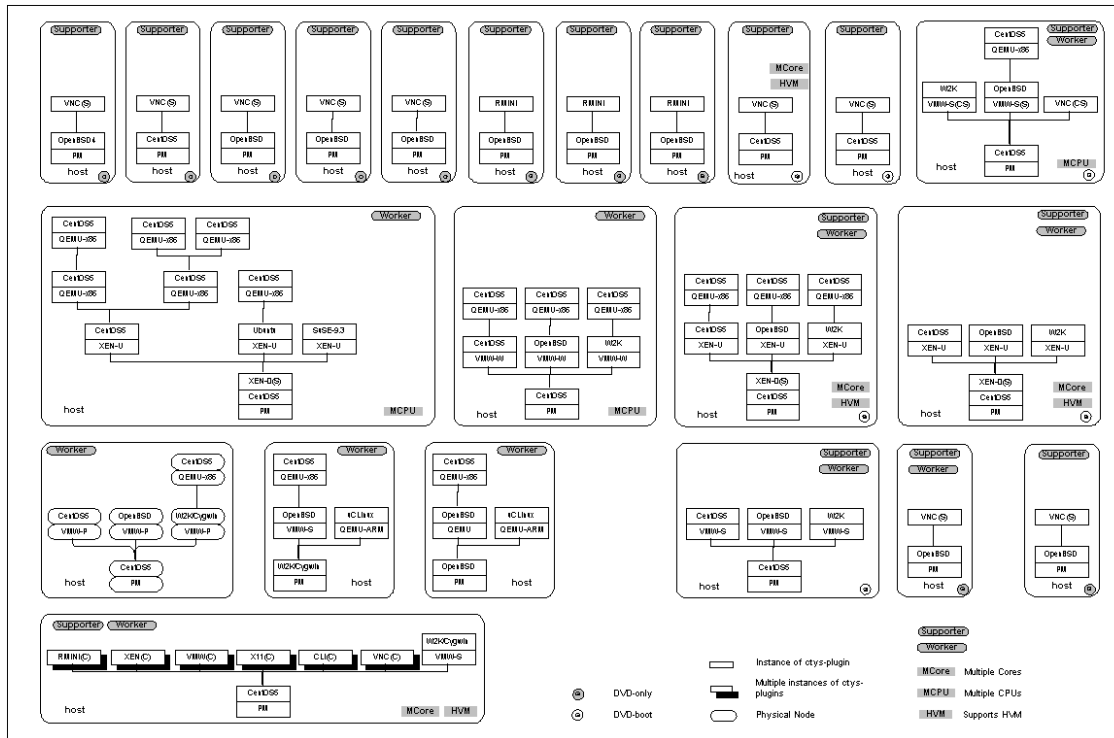 Supporter
VNC(S)
OpenBSD4
PM
host
Supporter
VNC(S)
CentOS5
PM
host
Supporter
VNC(S)
OpenBSD
PM
host
Supporter
VNC(S)
OpenBSD
PM
host
Supporter
VNC(S)
OpenBSD
PM
host
Supporter
RMINI
OpenBSD
PM
host
Supporter
RMINI
OpenBSD
PM
host
Supporter
RMINI
OpenBSD
PM
host
Supporter
MCore
HVM
VNC(S)
CentOS5
PM
host
Supporter
VNC(S)
CentOS5
PM
host
Supporter
Worker
CentOS5
QEMU-x86
W2K
VMW-S(CS)
OpenBSD
VMW-S(S)
VNC(CS)
CentOS5
PM
host
MCPU
Worker
CentOS5
QEMU-x86
CentOS5
QEMU-x86
CentOS5
QEMU-x86
CentOS5
QEMU-x86
CentOS5
QEMU-x86
CentOS5
QEMU-x86
CentOS5
XEN-U
Ubuntu
XEN-U
SuSE-9.3
XEN-U
XEN-0(S)
CentOS5
PM
host
MCPU
Worker
CentOS5
QEMU-x86
CentOS5
QEMU-x86
CentOS5
QEMU-x86
CentOS5
VMW-W
OpenBSD
VMW-W
W2K
VMW-W
CentOS5
PM
host
MCPU
Supporter
Worker
CentOS5
QEMU-x86
CentOS5
QEMU-x86
CentOS5
QEMU-x86
CentOS5
XEN-U
OpenBSD
XEN-U
W2K
XEN-U
XEN-0(S)
CentOS5
PM
host
MCore
HVM
Supporter
Worker
CentOS5
XEN-U
OpenBSD
XEN-U
W2K
XEN-U
XEN-0(S)
CentOS5
PM
host
MCore
HVM
Worker
CentOS5
QEMU-x86
CentOS5
VMW-P
OpenBSD
VMW-P
W2K/Cygwin
VMW-P
CentOS5
PM
host
Worker
CentOS5
QEMU-x86
OpenBSD
VMW-S
uCLinux
QEMU-ARM
W2K/Cygwin
PM
host
Worker
CentOS5
QEMU-x86
OpenBSD
QEMU
uCLinux
QEMU-ARM
OpenBSD
PM
host
Supporter
Worker
CentOS5
VMW-S
OpenBSD
VMW-S
W2K
VMW-S
CentOS5
PM
host
Supporter
Worker
VNC(S)
OpenBSD
PM
host
Supporter
VNC(S)
OpenBSD
PM
host
Supporter Worker
RMINI(C)
XEN(C)
VMW(C)
X11(C)
CLI(C)
VNC(C)
W2K/Cygwin
VMW-S
CentOS5
PM
host
MCore HVM
DVD-only
DVD-boot
Instance of ctys-plugin
Multiple instances of ctys-
plugins
Physical Node
Supporter
Worker
MCore Multiple Cores
MCPU Multiple CPUs
HVM Supports HVM